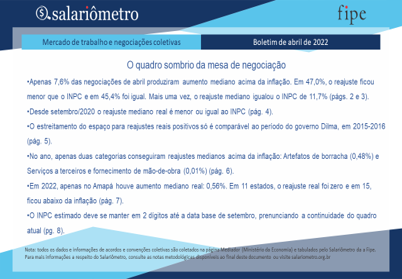 salariômetro
fipe
Mercado de trabalho e negociações coletivas
Boletim de abril de 2022
O quadro sombrio da mesa de negociação
•Apenas 7,6% das negociações de abril produziram aumento mediano acima da inflação. Em 47,0%, o reajuste ficou
menor que o INPC e em 45,4% foi igual. Mais uma vez, o reajuste mediano igualou o INPC de 11,7% (págs. 2 e 3).
•Desde setembro/2020 o reajuste mediano real é menor ou igual ao INPC (pág. 4).
•O estreitamento do espaço para reajustes reais positivos só é comparável ao período do governo Dilma, em 2015-2016
(pág. 5).
•No ano, apenas duas categorias conseguiram reajustes medianos acima da inflação: Artefatos de borracha (0,48%) e
Serviços a terceiros e fornecimento de mão-de-obra (0,01%) (pág. 6).
•Em 2022, apenas no Amapá houve aumento mediano real: 0,56%. Em 11 estados, o reajuste real foi zero e em 15,
ficou abaixo da inflação (pág. 7).
•O INPC estimado deve se manter em 2 dígitos até a data base de setembro, prenunciando a continuidade do quadro
atual (pg. 8).
Nota: todos os dados e informações de acordos e convenções coletivas são coletados na página Mediador (Ministério da Economia) e tabulados pelo Salariômetro da Fipe.
Para mais informações a respeito do Salariômetro, consulte as notas metodológicas disponíveis ao final deste documento ou visite salariometro.org.br